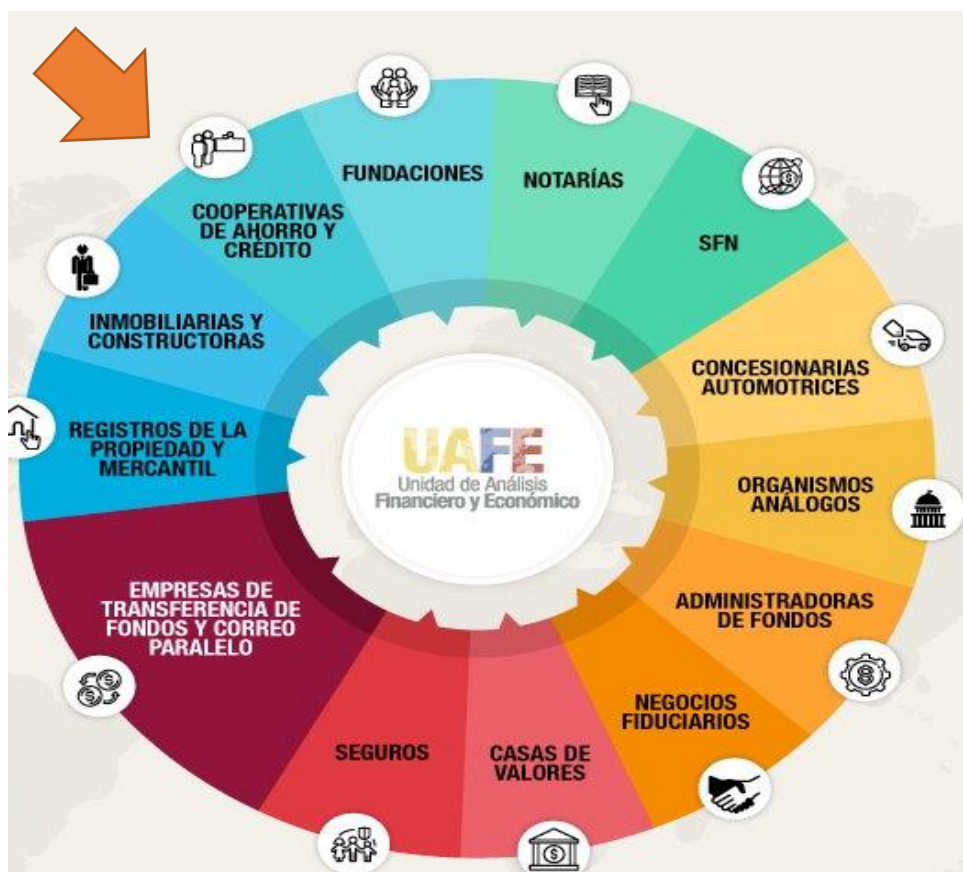 FUNDACIONES
NOTARÍAS
SFN
CONCESIONARIAS
AUTOMOTRICES
ORGANISMOS
ANÁLOGOS
ADMINISTRADORAS
DE FONDOS
NEGOCIOS
FIDUCIARIOS
CASAS DE
VALORES
SEGUROS
EMPRESAS DE
TRANSFERENCIA DE
FONDOS Y CORREO
PARALELO
REGISTROS DE LA
PROPIEDAD Y
MERCANTIL
INMOBILIARIAS Y
CONSTRUCTORAS
COOPERATIVAS
DE AHORRO Y
CRÉDITO
UAFE
Unidad de Análisis
Financiero y Económico